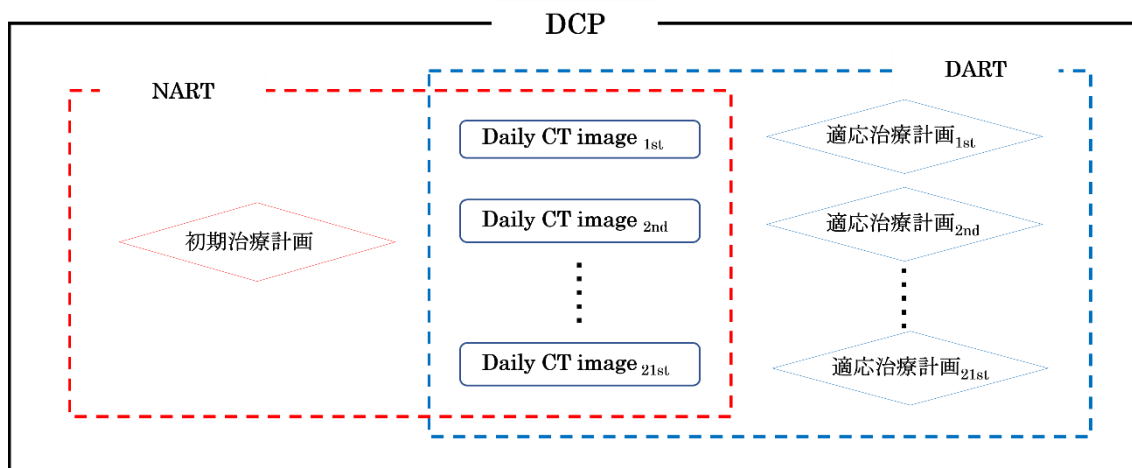 DCP
NART
DART
Daily CT image 1st
適応治療計画1st
Daily CT image 2nd
適応治療計画2nd
初期治療計画
Daily CT image 21st
適応治療計画21st